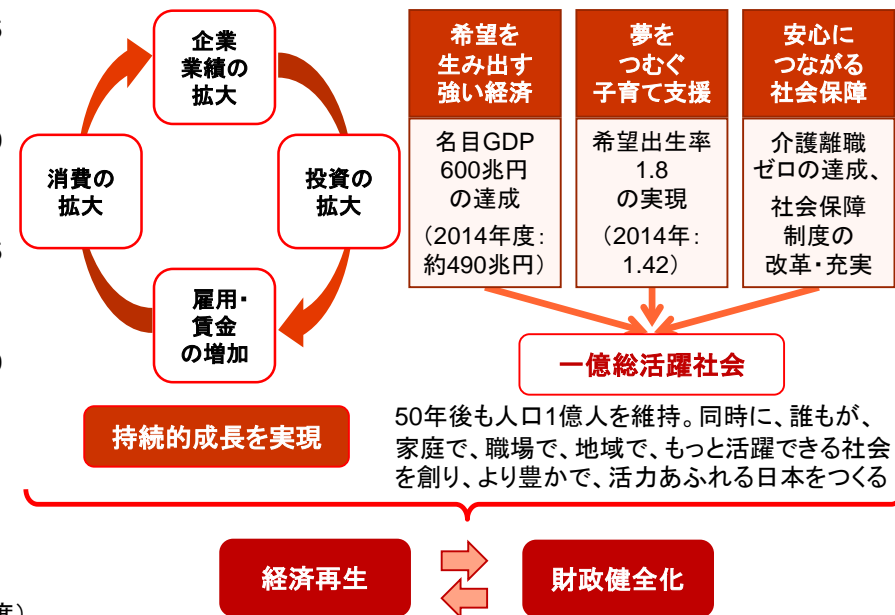 企業
業績の
拡大
消費の
拡大
投資の
拡大
雇用・
賃金
の増加
持続的成長を実現
希望を
生み出す
強い経済
名目GDP
600兆円
の達成
（2014年度：
約490兆円）
夢を
つむぐ
子育て支援
希望出生率
1.8
の実現
（2014年：
1.42）
安心に
つながる
社会保障
介護離職
ゼロの達成、
社会保障
制度の
改革・充実
一億総活躍社会
50年後も人口1億人を維持。同時に、誰もが、
家庭で、職場で、地域で、もっと活躍できる社会
を創り、より豊かで、活力あふれる日本をつくる
経済再生
財政健全化